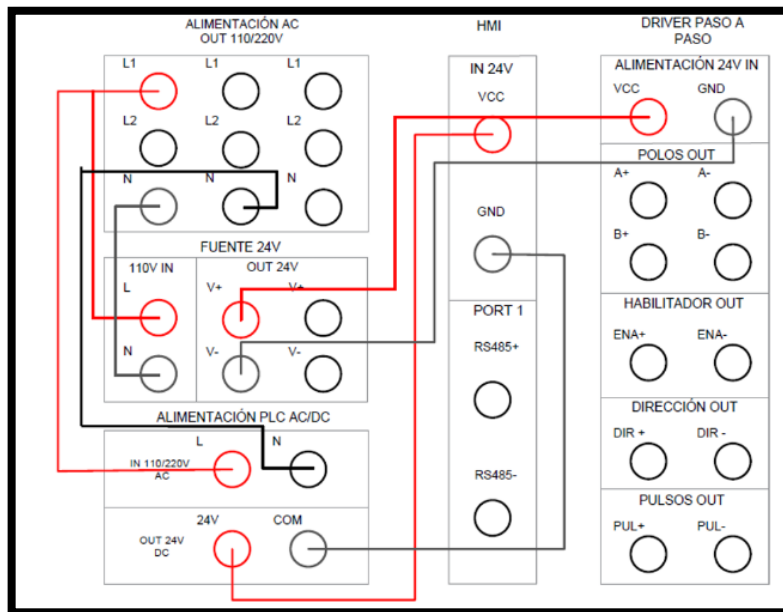 ALIMENTACIÓN AC
OUT 110/220V
L1
L1
L1
L2
L2
L2
N
N
N
FUENTE 24V
110V IN
OUT 24V
L
V+
V+
N
V-
V-
ALIMENTACIÓN PLC AC/DC
L
N
IN 110/220V
AC
24V
COM
OUT 24V
DC
HMI
IN 24V
VCC
GND
PORT 1
RS485+
RS485-
DRIVER PASO A
PASO
ALIMENTACIÓN 24V IN
VCC
GND
POLOS OUT
A+
A-
B+
B-
HABILITADOR OUT
ENA+
ENA-
DIRECCIÓN OUT
DIR +
DIR -
PULSOS OUT
PUL+
PUL-